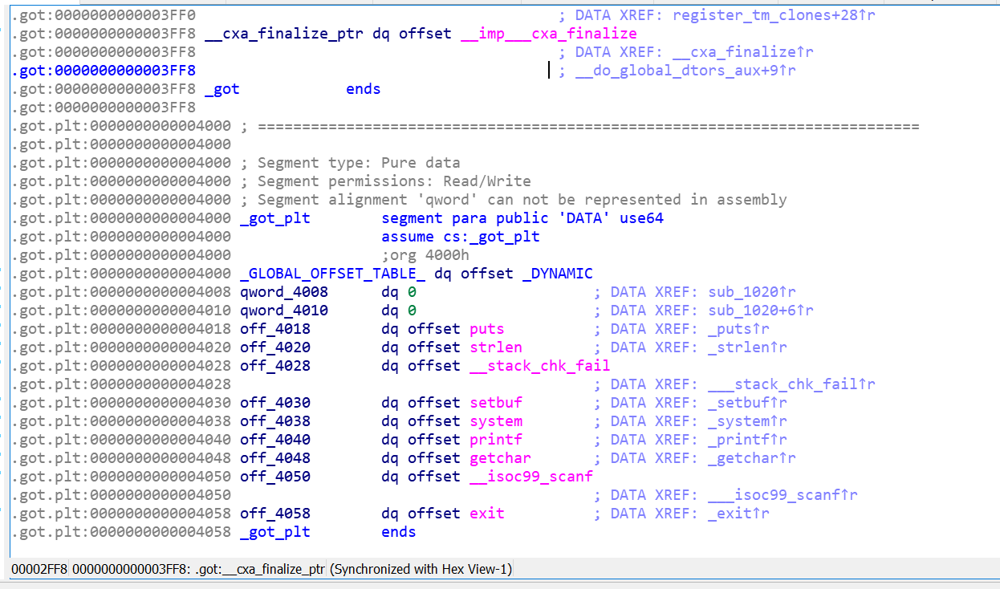 .got:0000000000003FF0 ; DATA XREF: register_tm_clones+28↑r
.got:0000000000003FF8 __cxa_finalize_ptr dq offset __imp___cxa_finalize
.got:0000000000003FF8 ; DATA XREF: __cxa_finalize↑r
.got:0000000000003FF8 ; __do_global_dtors_aux+9↑r
.got:0000000000003FF8 _got ends
.got:0000000000003FF8
.got.plt:0000000000004000 ; ===========================================================================
.got.plt:0000000000004000
.got.plt:0000000000004000 ; Segment type: Pure data
.got.plt:0000000000004000 ; Segment permissions: Read/Write
.got.plt:0000000000004000 ; Segment alignment 'qword' can not be represented in assembly
.got.plt:0000000000004000 _got_plt segment para public 'DATA' use64
.got.plt:0000000000004000 assume cs:_got_plt
.got.plt:0000000000004000 ;org 4000h
.got.plt:0000000000004000 _GLOBAL_OFFSET_TABLE_ dq offset _DYNAMIC
.got.plt:0000000000004008 qword_4008 dq 0 ; DATA XREF: sub_1020↑r
.got.plt:0000000000004010 qword_4010 dq 0 ; DATA XREF: sub_1020+6↑r
.got.plt:0000000000004018 off_4018 dq offset puts ; DATA XREF: _puts↑r
.got.plt:0000000000004020 off_4020 dq offset strlen ; DATA XREF: _strlen↑r
.got.plt:0000000000004028 off_4028 dq offset __stack_chk_fail
.got.plt:0000000000004028 ; DATA XREF: ___stack_chk_fail↑r
.got.plt:0000000000004030 off_4030 dq offset setbuf ; DATA XREF: _setbuf↑r
.got.plt:0000000000004038 off_4038 dq offset system ; DATA XREF: _system↑r
.got.plt:0000000000004040 off_4040 dq offset printf ; DATA XREF: _printf↑r
.got.plt:0000000000004048 off_4048 dq offset getchar ; DATA XREF: _getchar↑r
.got.plt:0000000000004050 off_4050 dq offset __isoc99_scanf
.got.plt:0000000000004050 ; DATA XREF: ___isoc99_scanf↑r
.got.plt:0000000000004058 off_4058 dq offset exit ; DATA XREF: _exit↑r
.got.plt:0000000000004058 _got_plt ends
00002FF8 0000000000003FF8: .got:__cxa_finalize_ptr (Synchronized with Hex View-1)